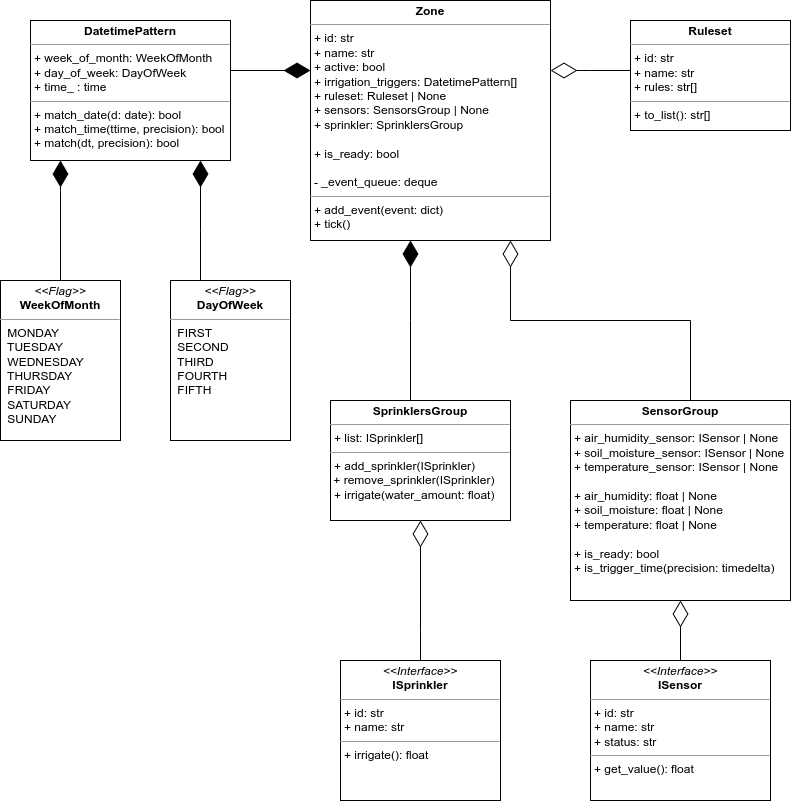 DatetimePattern
+ week_of_month: WeekOfMonth
+ day_of_week: DayOfWeek
+ time_ : time
+ match_date(d: date): bool
+ match_time(ttime, precision): bool
+ match(dt, precision): bool
Zone
+ id: str
+ name: str
+ active: bool
+ irrigation_triggers: DatetimePattern[]
+ ruleset: Ruleset | None
+ sensors: SensorsGroup | None
+ sprinkler: SprinklersGroup
+ is_ready: bool
- _event_queue: deque
+ add_event(event: dict)
+ tick()
Ruleset
+ id: str
+ name: str
+ rules: str[]
+ to_list(): str[]
<<Flag>>
WeekOfMonth
MONDAY
TUESDAY
WEDNESDAY
THURSDAY
FRIDAY
SATURDAY
SUNDAY
<<Flag>>
DayOfWeek
FIRST
SECOND
THIRD
FOURTH
FIFTH
SprinklersGroup
+ list: ISprinkler[]
+ add_sprinkler(ISprinkler)
+ remove_sprinkler(ISprinkler)
+ irrigate(water_amount: float)
SensorGroup
+ air_humidity_sensor: ISensor | None
+ soil_moisture_sensor: ISensor | None
+ temperature_sensor: ISensor | None
+ air_humidity: float | None
+ soil_moisture: float | None
+ temperature: float | None
+ is_ready: bool
+ is_trigger_time(precision: timedelta)
<<Interface>>
ISprinkler
+ id: str
+ name: str
+ irrigate(): float
<<Interface>>
ISensor
+ id: str
+ name: str
+ status: str
+ get_value(): float